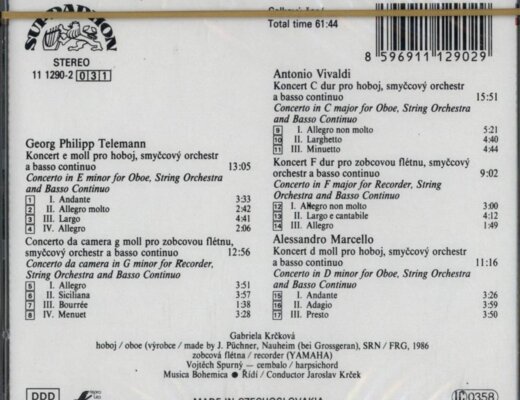 SUPRAPHON
Total time 61:44
8 596911 129029
STEREO
11 1290-2 031
Georg Philipp Telemann
Koncert e moll pro hoboj, smyčcový orchestr
a basso continuo 13:05
Concerto in E minor for Oboe, String Orchestra
and Basso Continuo
1 I. Andante 3:33
2 II. Allegro molto 2:42
3 III. Largo 4:41
4 IV. Allegro 2:06
Concerto da camera g moll pro zobcovou flétnu,
smyčcový orchestr a basso continuo 12:56
Concerto da camera in G minor for Recorder,
String Orchestra and Basso Continuo
5 I. Allegro 3:51
6 II. Siciliana 3:57
7 III. Bourrée 1:38
8 IV. Menuet 3:28
Antonio Vivaldi
Koncert C dur pro hoboj, smyčcový orchestr
a basso continuo 15:51
Concerto in C major for Oboe, String Orchestra
and Basso Continuo
9 I. Allegro non molto 5:21
10 II. Larghetto 4:40
11 III. Minuetto 4:44
Koncert F dur pro zobcovou flétnu, smyčcový
orchestr a basso continuo 9:02
Concerto in F major for Recorder, String
Orchestra and Basso Continuo
12 I. Allegro non molto 3:00
13 II. Largo e cantabile 4:12
14 III. Allegro 1:49
Alessandro Marcello
Koncert d moll pro hoboj, smyčcový orchestr
a basso continuo 11:16
Concerto in D minor for Oboe, String Orchestra
and Basso Continuo
15 I. Andante 3:26
16 II. Adagio 3:59
17 III. Presto 3:50
Gabriela Krčková
hoboj / oboe (výrobce / made by J. Püchner, Nauheim (bei Grossgeran), SRN / FRG, 1986
zobcová flétna / recorder (YAMAHA)
Vojtěch Spurný — cembalo / harpsichord
Musica Bohemica ● Řídí / Conductor Jaroslav Krček
DDD
MADE IN CZECHOSLOVAKIA
0358